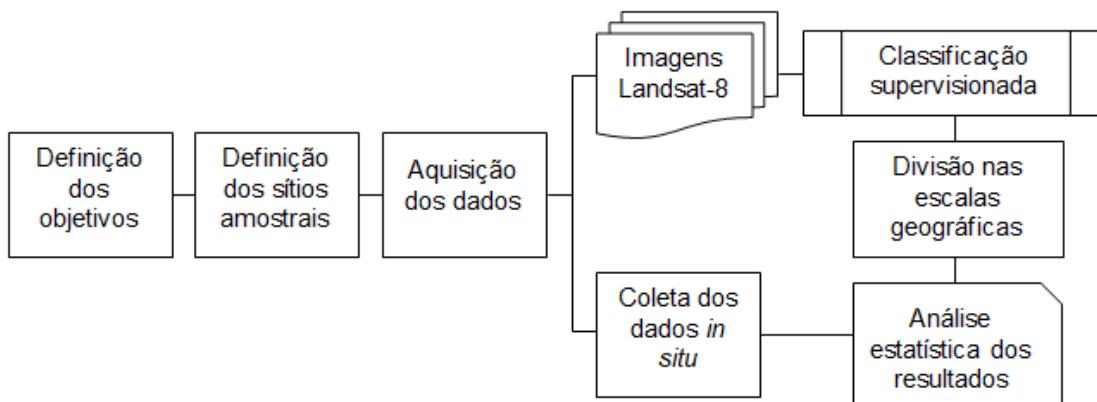 Definição
dos
objetivos
Definição
dos sítios
amostrais
Aquisição
dos dados
Imagens
Landsat-8
Classificação
supervisionada
Divisão nas
escalas
geográficas
Coleta dos
dados in
situ
Análise
estatística dos
resultados